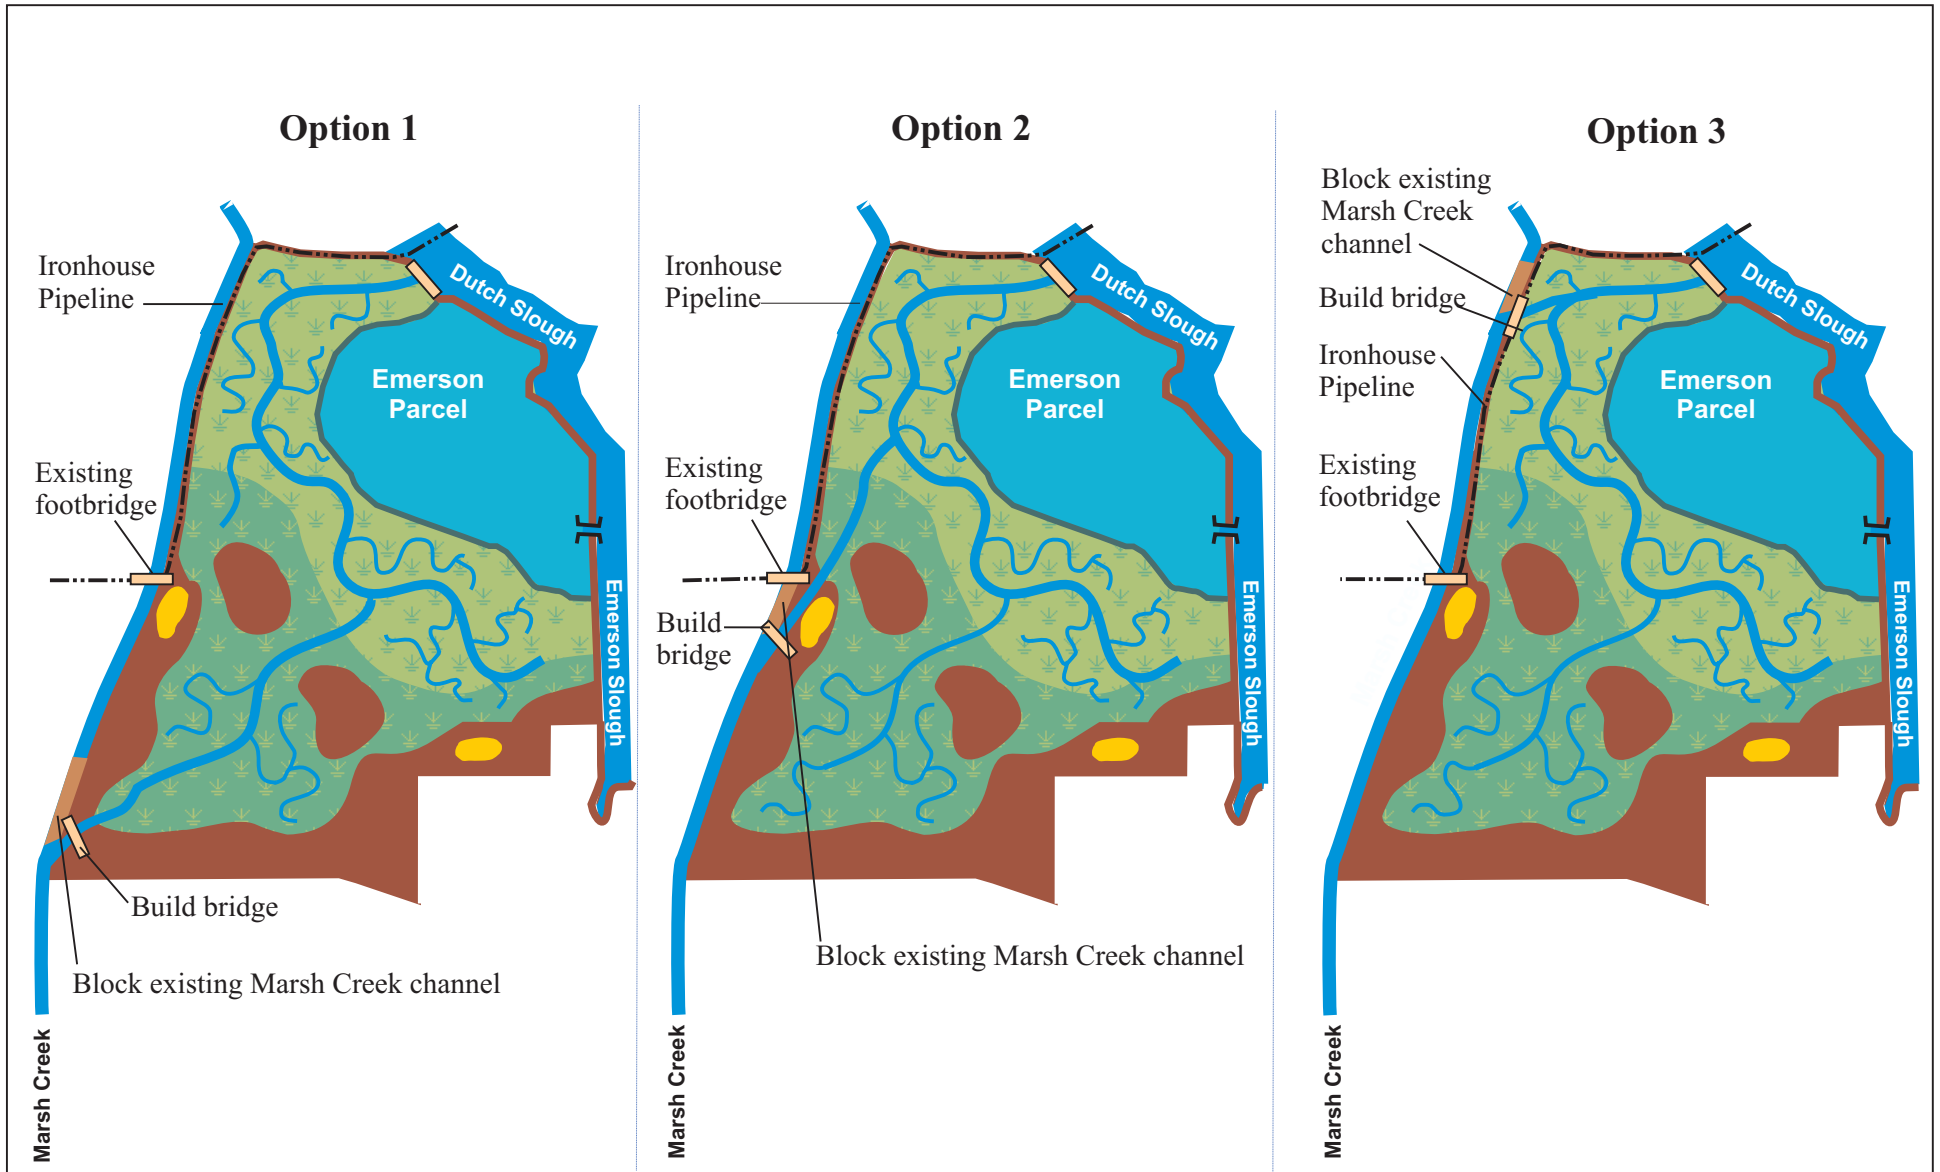 Option 1
Ironhouse
Pipeline
Dutch Slough
Emerson
Parcel
Existing
footbridge
Emerson Slough
Build bridge
Block existing Marsh Creek channel
Marsh Creek
Option 2
Ironhouse
Pipeline
Dutch Slough
Emerson
Parcel
Existing
footbridge
Build
bridge
Emerson Slough
Block existing Marsh Creek channel
Marsh Creek
Option 3
Block existing
Marsh Creek
channel
Build bridge
Ironhouse
Pipeline
Dutch Slough
Emerson
Parcel
Existing
footbridge
Emerson Slough
Marsh Creek